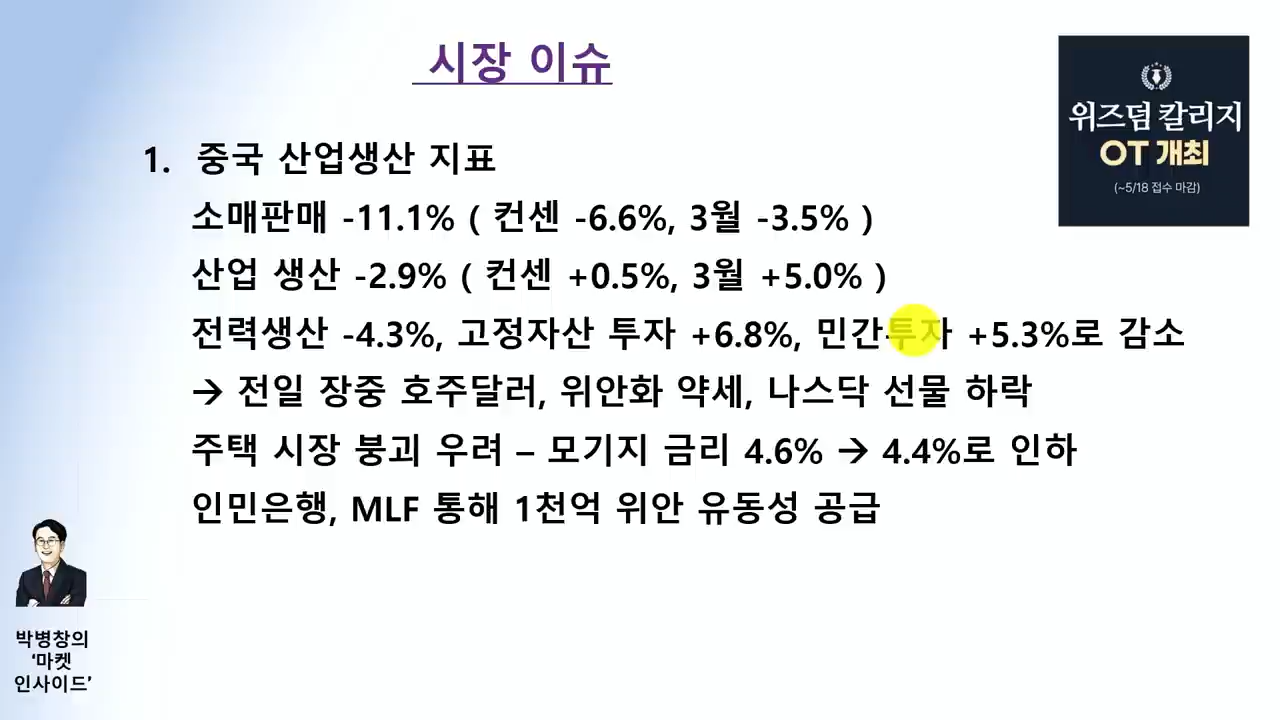 시장 이슈
위즈덤 칼리지
OT 개최
(~5/18 접수 마감)
1. 중국 산업생산 지표
소매판매 -11.1% ( 컨센 -6.6%, 3월 -3.5% )
산업 생산 -2.9% ( 컨센 +0.5%, 3월 +5.0% )
전력생산 -4.3%, 고정자산 투자 +6.8%, 민간투자 +5.3%로 감소
→ 전일 장중 호주달러, 위안화 약세, 나스닥 선물 하락
주택 시장 붕괴 우려 – 모기지 금리 4.6% → 4.4%로 인하
인민은행, MLF 통해 1천억 위안 유동성 공급
박병창의
‘마켓
인사이드’